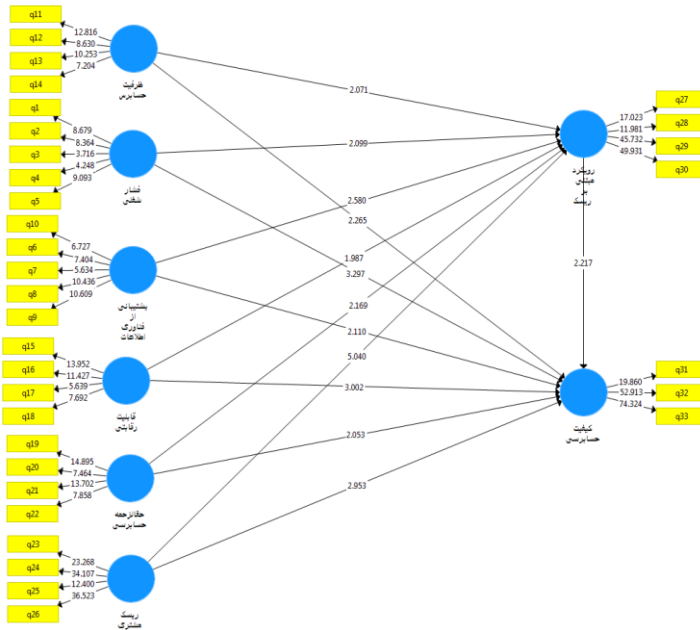 q11
q12
q13
q14
12.816
8.630
10.253
7.204
ظرفیت
حسابرس
q1
q2
q3
q4
q5
8.679
8.364
3.716
4.248
9.093
فشار
شغلی
q10
q6
q7
q8
q9
6.727
7.404
5.634
10.436
10.609
پشتیبانی
از
فناوری
اطلاعات
q15
q16
q17
q18
13.952
11.427
5.639
7.692
قابلیت
رقابتی
q19
q20
q21
q22
14.895
7.464
13.702
7.858
حقالزحمه
حسابرسی
q23
q24
q25
q26
23.268
34.107
12.400
36.523
ریسک
مشتری
2.071
2.099
2.580
2.265
1.987
3.297
2.169
2.110
5.040
3.002
2.053
2.953
2.217
رویکرد
مبتنی
بر
ریسک
17.023
11.981
45.732
49.931
q27
q28
q29
q30
کیفیت
حسابرسی
19.860
52.913
74.324
q31
q32
q33